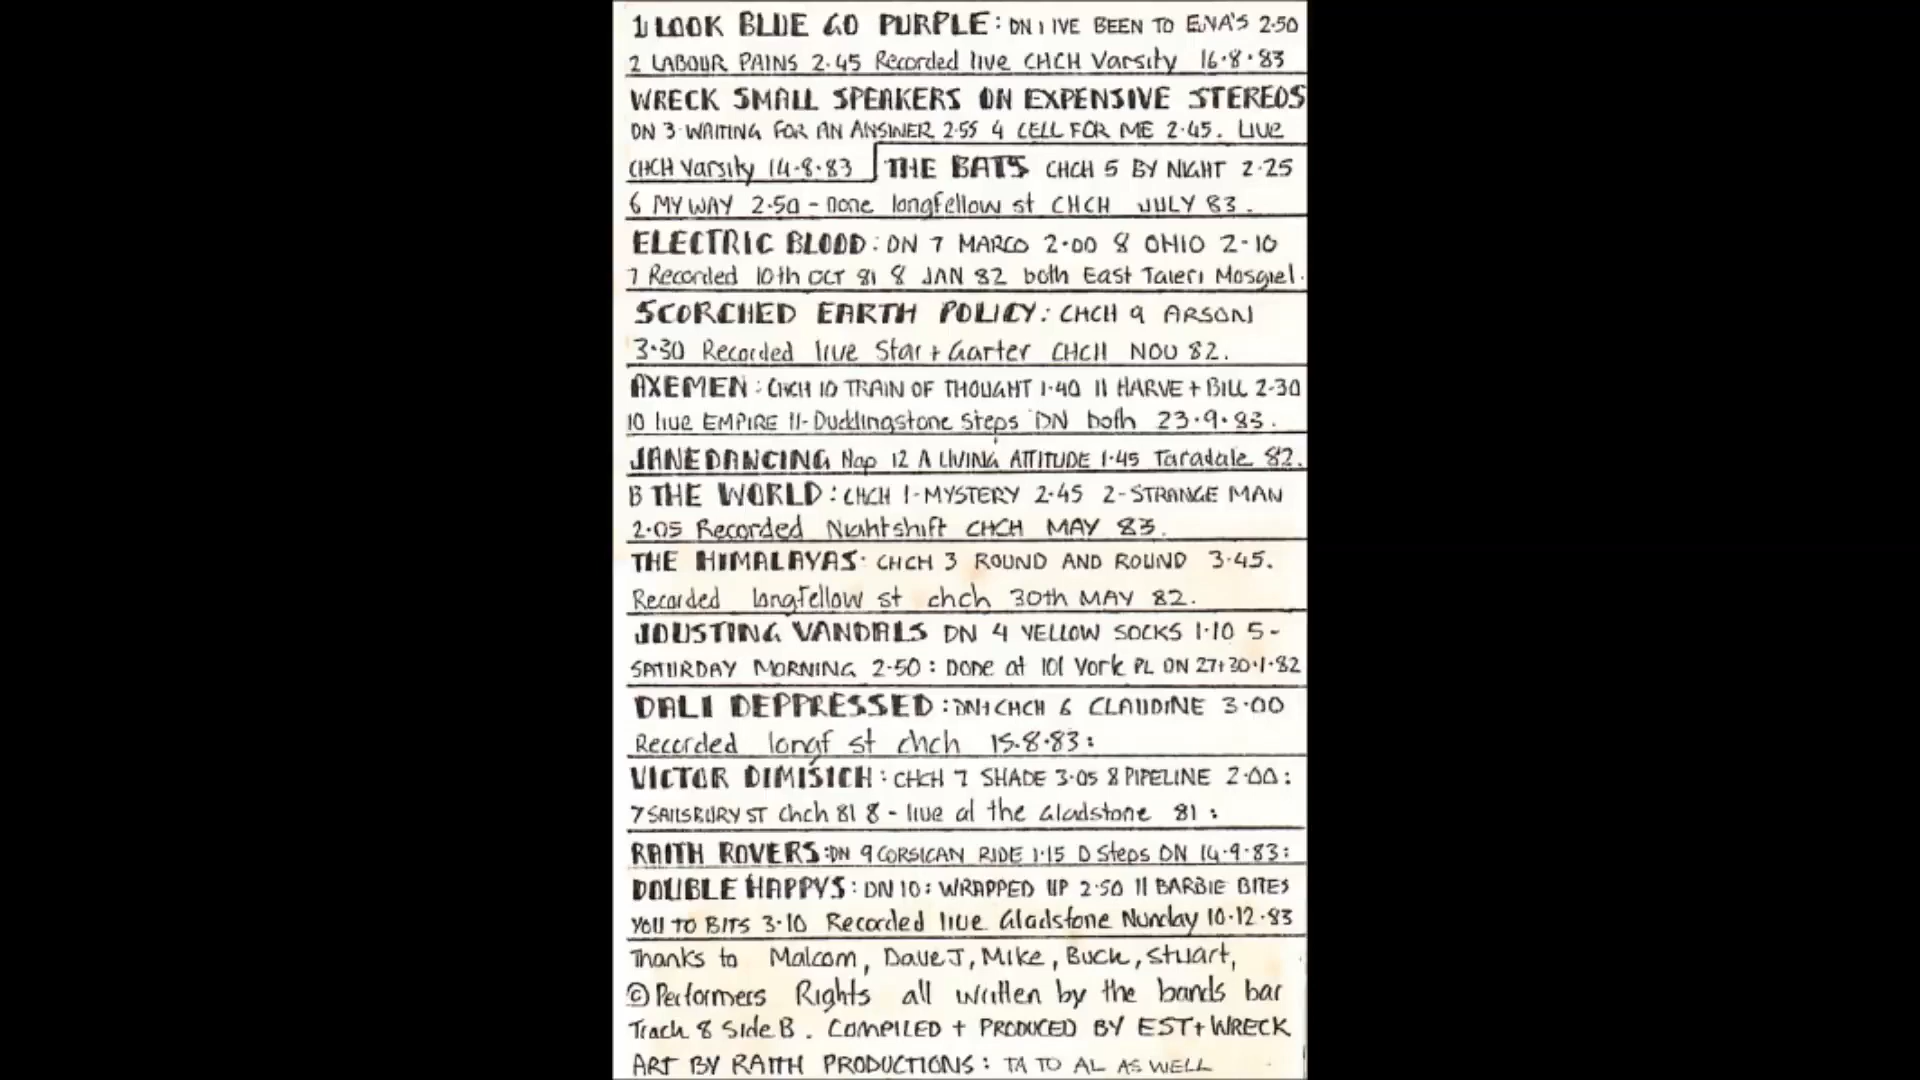 1 LOOK BLUE GO PURPLE: DN 1 IVE BEEN TO EUVA'S 2·50
2 LABOUR PAINS 2·45 Recorded live CHCH Varsity 16·8·83
WRECK SMALL SPEAKERS ON EXPENSIVE STEREOS
DN 3 WAITING FOR AN ANSWER 2·55 4 CELL FOR ME 2·45. Live
CHCH Varsity 14·8·83 THE BATS CHCH 5 BY NIGHT 2·25
6 MY WAY 2·50 - Done longfellow st CHCH JULY 83.
ELECTRIC BLOOD: DN 7 MARCO 2·00 8 OHIO 2·10
7 Recorded 10th OCT 81 8 JAN 82 both East Taieri Mosgiel.
SCORCHED EARTH POLICY: CHCH 9 ARSON
3·30 Recorded live Star + Garter CHCH NOV 82.
AXEMEN: CHCH 10 TRAIN OF THOUGHT 1·40 11 HARVE + BILL 2·30
10 live EMPIRE 11- Duddingstone Steps DN both 23·9·83.
JANE DANCING Nap 12 A LIVING ATTITUDE 1·45 Taradale 82.
B THE WORLD: CHCH 1-MYSTERY 2·45 2-STRANGE MAN
2·05 Recorded Nightshift CHCH MAY 83.
THE HIMALAYAS· CHCH 3 ROUND AND ROUND 3·45.
Recorded longfellow st chch 30th MAY 82.
JOUSTING VANDALS DN 4 YELLOW SOCKS 1·10 5-
SATURDAY MORNING 2·50: Done at 101 York PL DN 27+30·1·82
DALI DEPPRESSED: DN+CHCH 6 CLAUDINE 3·00
Recorded longf st chch 15·8·83:
VICTOR DIMISICH: CHCH 7 SHADE 3·05 8 PIPELINE 2·00:
7 SAILSBURY ST Chch 81 8 - live at the Gladstone 81:
RAITH ROVERS: DN 9 CORSICAN RIDE 1·15 D Steps DN 14·9·83:
DOUBLE HAPPYS: DN 10: WRAPPED UP 2·50 11 BARBIE BITES
YOU TO BITS 3·10 Recorded live Gladstone Nunday 10·12·83
Thanks to Malcom, Dave J, Mike, Buck, Stuart,
© Performers Rights all written by the bands bar
Track 8 Side B. COMPILED + PRODUCED BY EST+WRECK
ART BY RAITH PRODUCTIONS: TA TO AL AS WELL